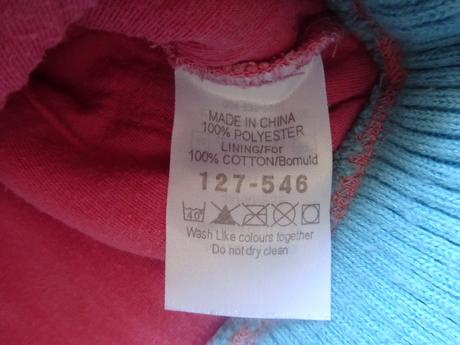 MADE IN CHINA
100% POLYESTER
LINING/For
100% COTTON/Bomuld
127-546
40°
Wash Like colours together
Do not dry clean